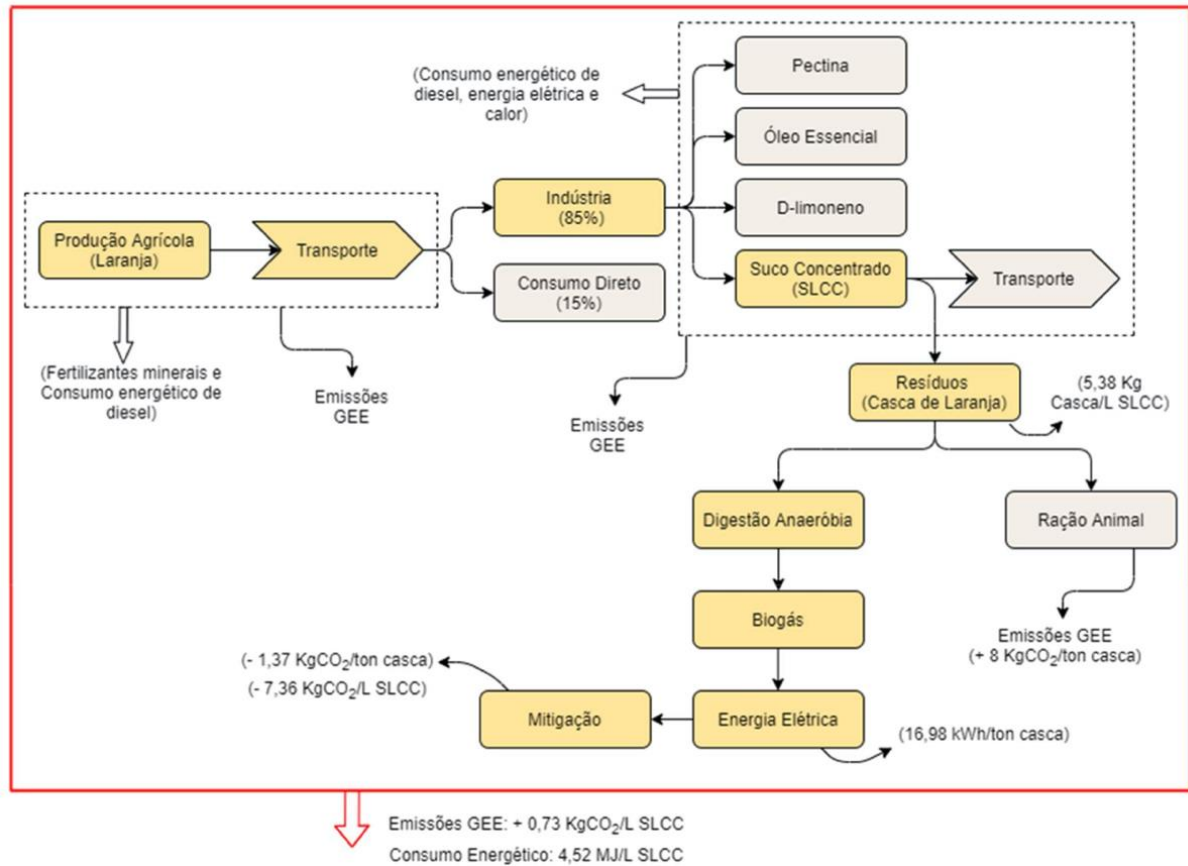 (Consumo energético de
diesel, energia elétrica e
calor)
Pectina
Óleo Essencial
D-limoneno
Suco Concentrado
(SLCC)
Transporte
Indústria
(85%)
Consumo Direto
(15%)
Produção Agrícola
(Laranja)
Transporte
(Fertilizantes minerais e
Consumo energético de
diesel)
Emissões
GEE
Emissões
GEE
Resíduos
(Casca de Laranja)
(5,38 Kg
Casca/L SLCC)
Digestão Anaeróbia
Ração Animal
Biogás
Emissões GEE
(+ 8 KgCO₂/ton casca)
(- 1,37 KgCO₂/ton casca)
(- 7,36 KgCO₂/L SLCC)
Mitigação
Energia Elétrica
(16,98 kWh/ton casca)
Emissões GEE: + 0,73 KgCO₂/L SLCC
Consumo Energético: 4,52 MJ/L SLCC